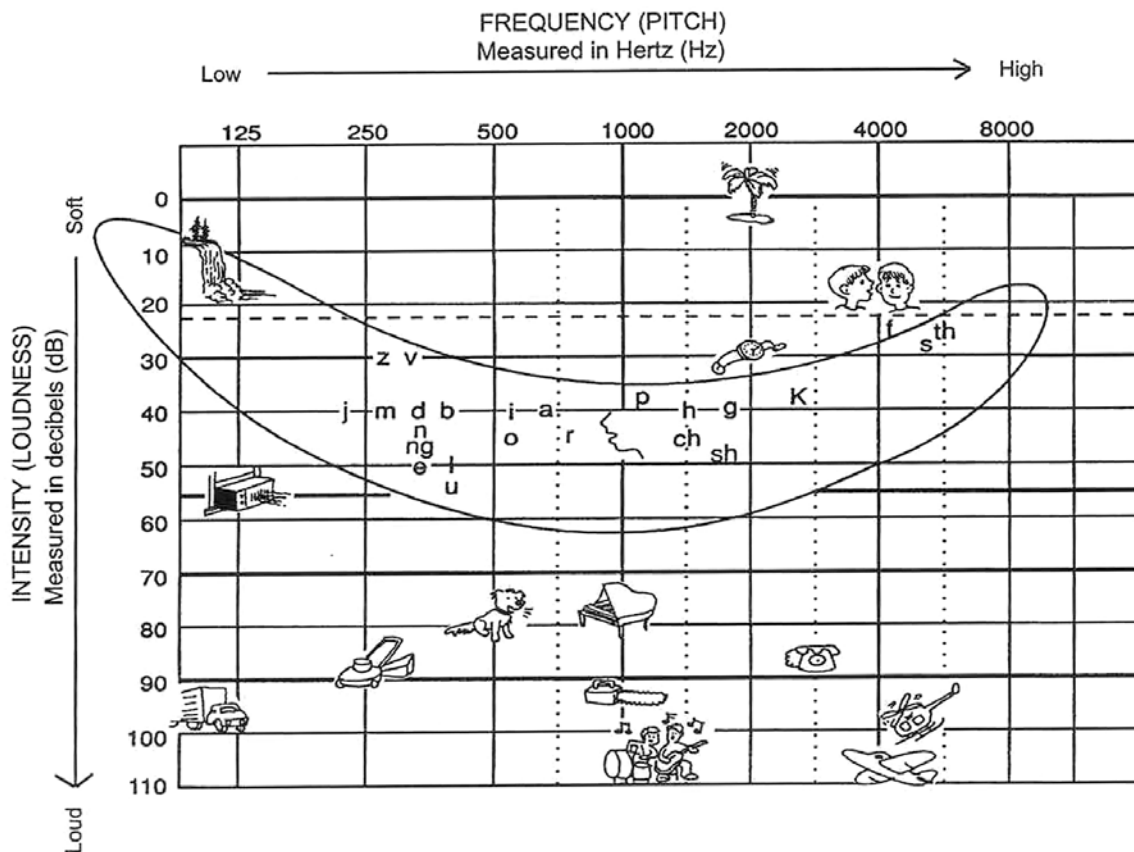 FREQUENCY (PITCH)
Measured in Hertz (Hz)
Low High
125 250 500 1000 2000 4000 8000
INTENSITY (LOUDNESS)
Measured in decibels (dB)
Soft
Loud
0
10
20
30
40
50
60
70
80
90
100
110
f
s th
z v
p K
j m d b i a h g
n
ng o r ch
sh
e l
u